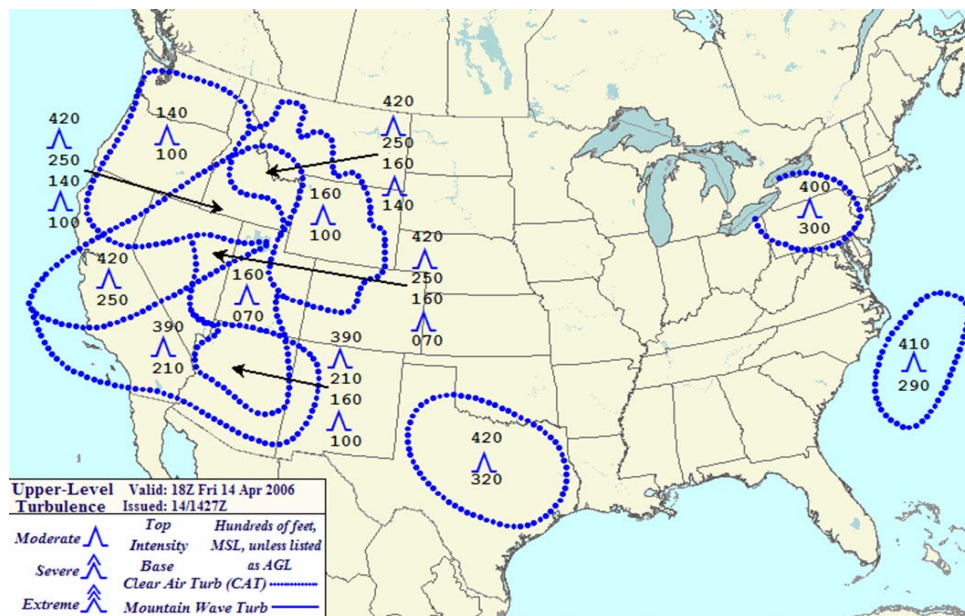 420
250
140
100
140
100
420
250
160
140
160
100
400
300
420
250
160
070
420
250
160
070
390
210
390
210
160
100
410
290
420
320
Upper-Level
Turbulence
Valid: 18Z Fri 14 Apr 2006
Issued: 14/1427Z
Moderate
Severe
Extreme
Top
Intensity
Base
Hundreds of feet,
MSL, unless listed
as AGL
Clear Air Turb (CAT)
Mountain Wave Turb